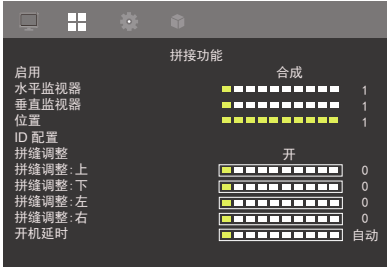 拼接功能
启用 合成
水平监视器 1
垂直监视器 1
位置 1
ID 配置
拼缝调整 开
拼缝调整:上 0
拼缝调整:下 0
拼缝调整:左 0
拼缝调整:右 0
开机延时 自动